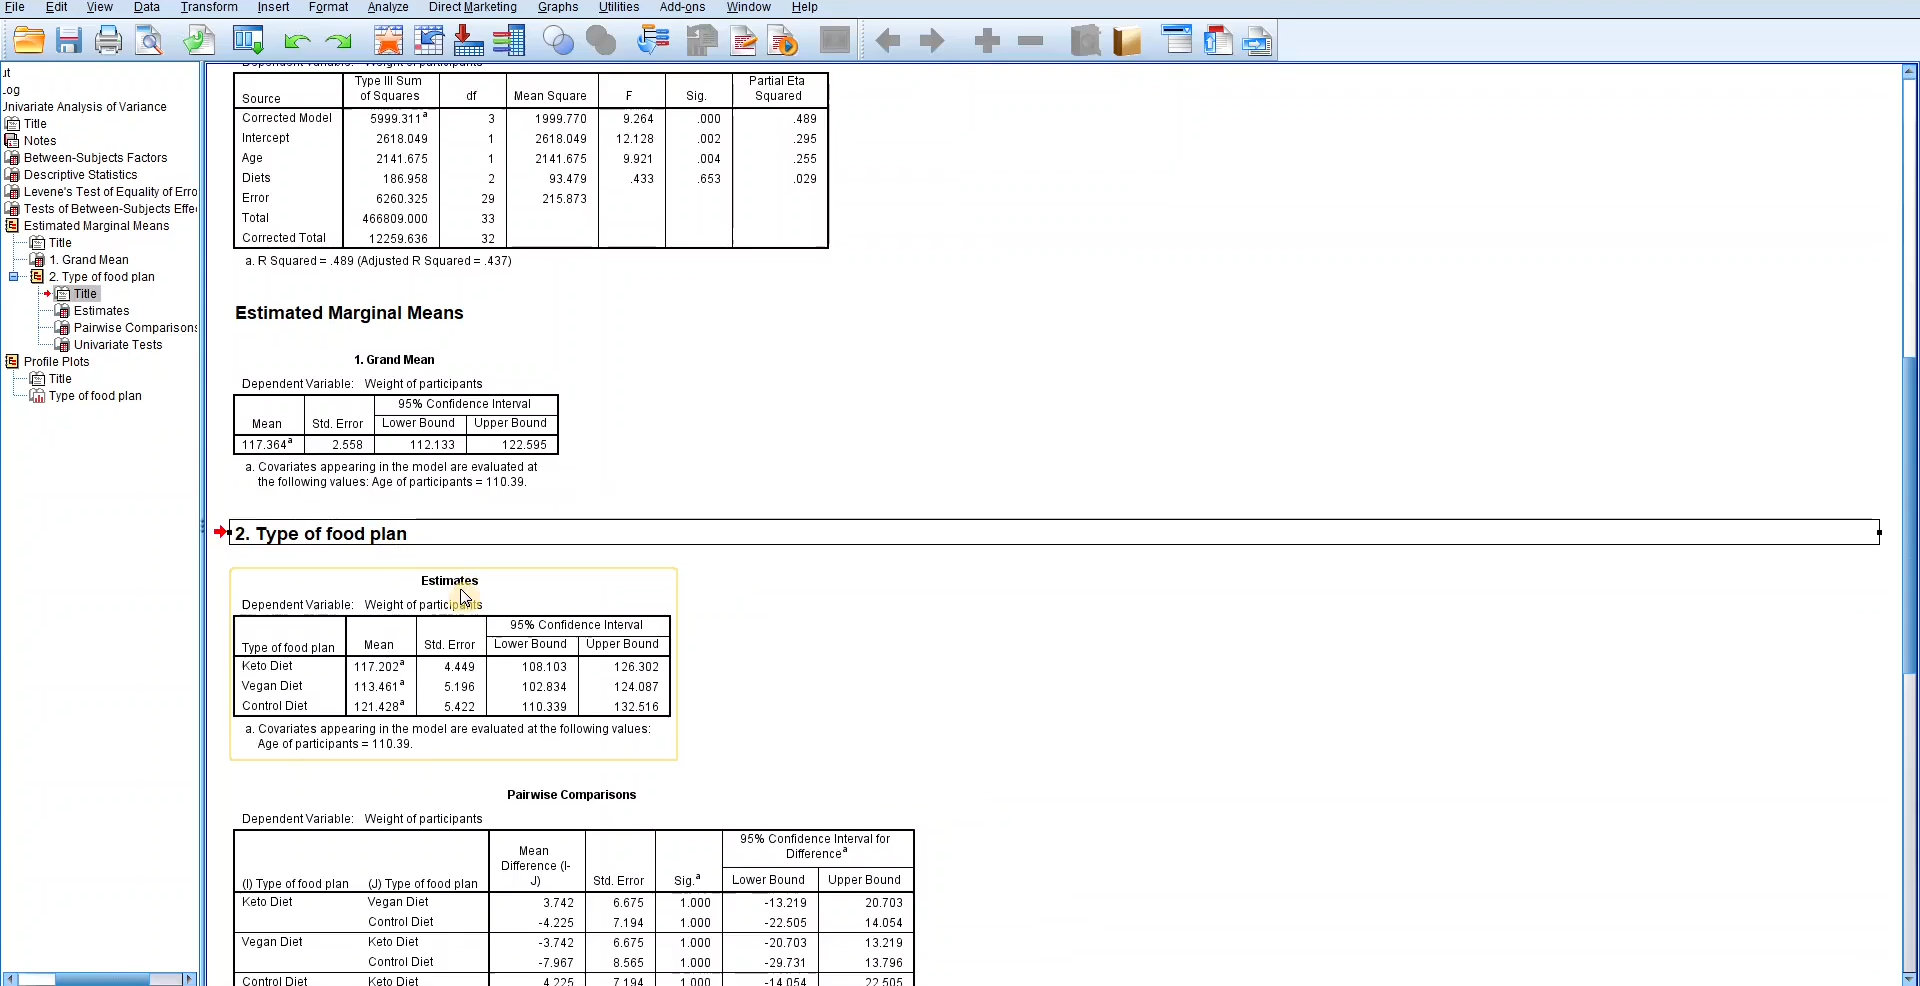 File Edit View Data Transform Insert Format Analyze Direct Marketing Graphs Utilities Add-ons Window Help
Univariate Analysis of Variance
Title
Notes
Between-Subjects Factors
Descriptive Statistics
Levene's Test of Equality of Erro
Tests of Between-Subjects Effe
Estimated Marginal Means
Title
1. Grand Mean
2. Type of food plan
Title
Estimates
Pairwise Comparisons
Univariate Tests
Profile Plots
Title
Type of food plan
Dependent Variable: Weight of participants
Source Type III Sum of Squares df Mean Square F Sig. Partial Eta Squared
Corrected Model 5999.311a 3 1999.770 9.264 .000 .489
Intercept 2618.049 1 2618.049 12.128 .002 .295
Age 2141.675 1 2141.675 9.921 .004 .255
Diets 186.958 2 93.479 .433 .653 .029
Error 6260.325 29 215.873
Total 466809.000 33
Corrected Total 12259.636 32
a. R Squared = .489 (Adjusted R Squared = .437)
Estimated Marginal Means
1. Grand Mean
Dependent Variable: Weight of participants
95% Confidence Interval
Mean Std. Error Lower Bound Upper Bound
117.364a 2.558 112.133 122.595
a. Covariates appearing in the model are evaluated at
the following values: Age of participants = 110.39.
2. Type of food plan
Estimates
Dependent Variable: Weight of participants
95% Confidence Interval
Type of food plan Mean Std. Error Lower Bound Upper Bound
Keto Diet 117.202a 4.449 108.103 126.302
Vegan Diet 113.461a 5.196 102.834 124.087
Control Diet 121.428a 5.422 110.339 132.516
a. Covariates appearing in the model are evaluated at the following values:
Age of participants = 110.39.
Pairwise Comparisons
Dependent Variable: Weight of participants
95% Confidence Interval for
Differencea
(I) Type of food plan (J) Type of food plan Mean Difference (I-J) Std. Error Sig.a Lower Bound Upper Bound
Keto Diet Vegan Diet 3.742 6.675 1.000 -13.219 20.703
Control Diet -4.225 7.194 1.000 -22.505 14.054
Vegan Diet Keto Diet -3.742 6.675 1.000 -20.703 13.219
Control Diet -7.967 8.565 1.000 -29.731 13.796
Control Diet Keto Diet 4.225 7.194 1.000 -14.054 22.505